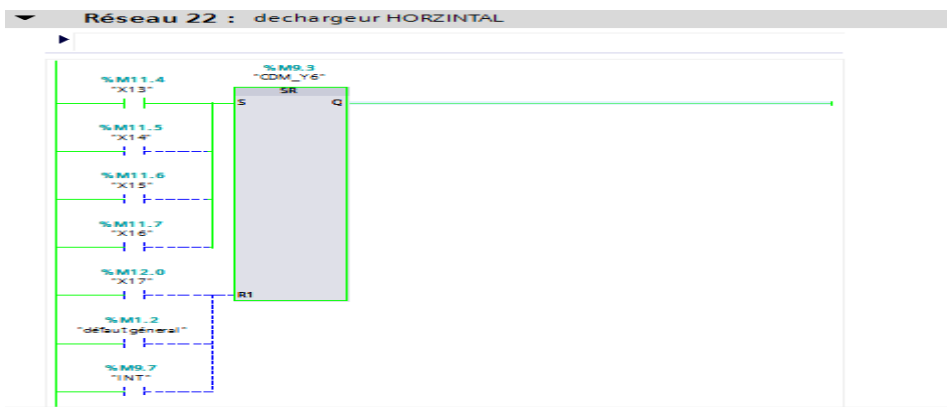 Réseau 22 : dechargeur HORZINTAL
%M9.3
"CDM_Y6"
%M11.4
"X13"
SR
S Q
%M11.5
"X14"
%M11.6
"X15"
%M11.7
"X16"
%M12.0
"X17"
R1
%M1.2
"défaut géneral"
%M9.7
"INT"